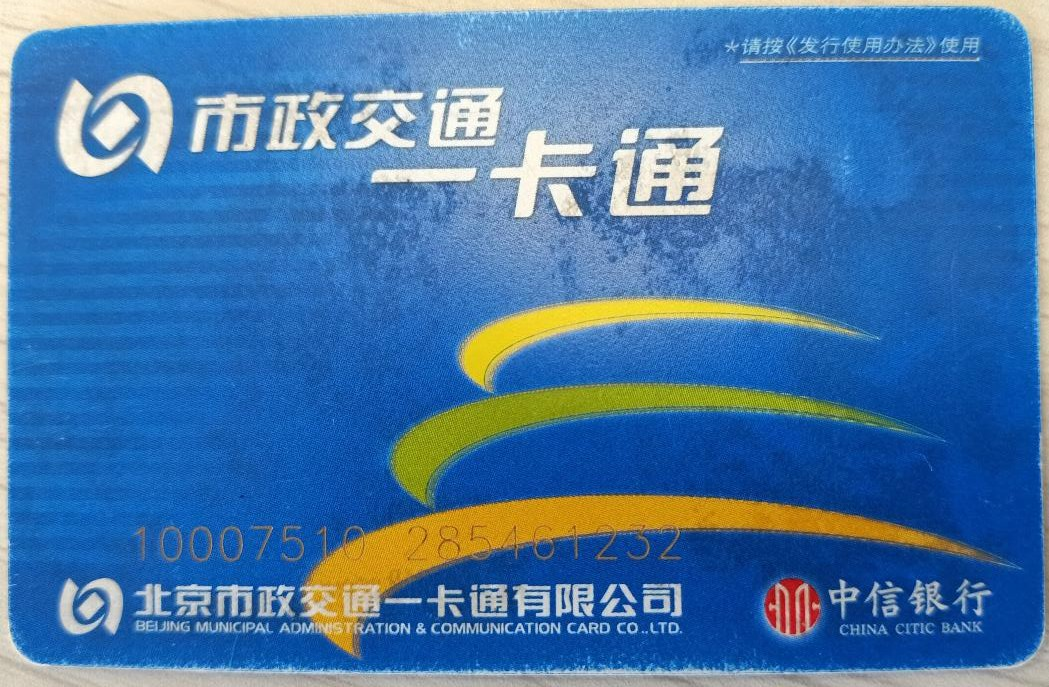 *请按《发行使用办法》使用
市政交通
一卡通
10007510 285461232
北京市政交通一卡通有限公司
BEIJING MUNICIPAL ADMINISTRATION & COMMUNICATION CARD CO.,LTD.
中信银行
CHINA CITIC BANK